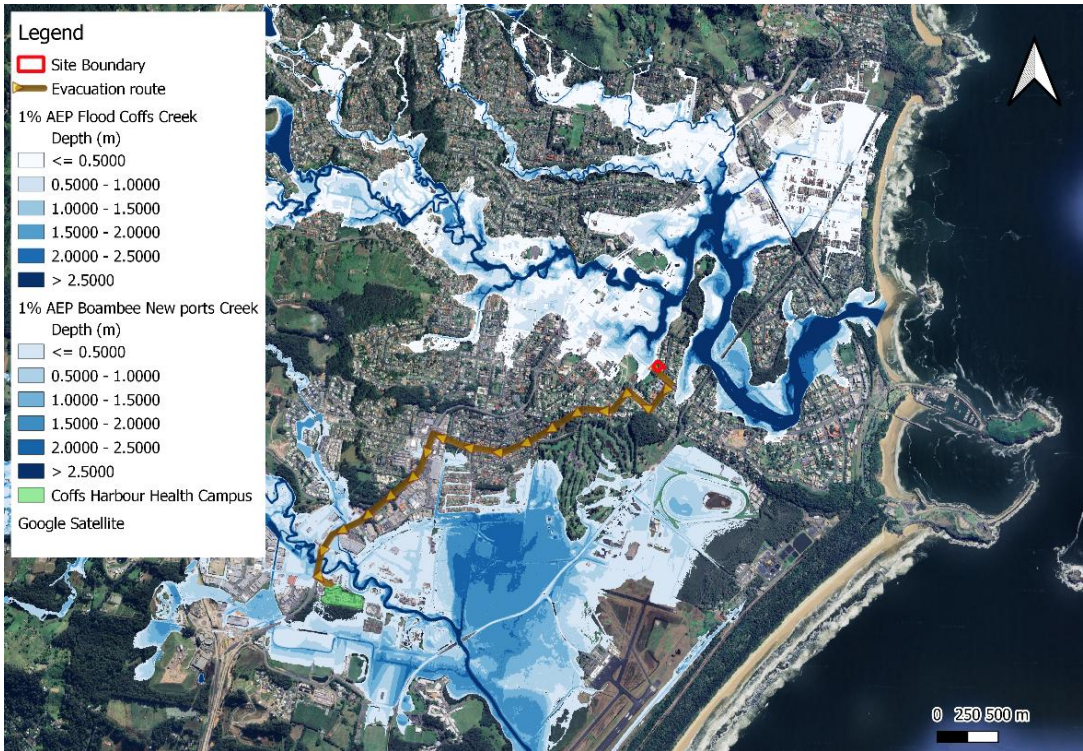 Legend
Site Boundary
Evacuation route
1% AEP Flood Coffs Creek
Depth (m)
<= 0.5000
0.5000 - 1.0000
1.0000 - 1.5000
1.5000 - 2.0000
2.0000 - 2.5000
> 2.5000
1% AEP Boambee New ports Creek
Depth (m)
<= 0.5000
0.5000 - 1.0000
1.0000 - 1.5000
1.5000 - 2.0000
2.0000 - 2.5000
> 2.5000
Coffs Harbour Health Campus
Google Satellite
0 250 500 m